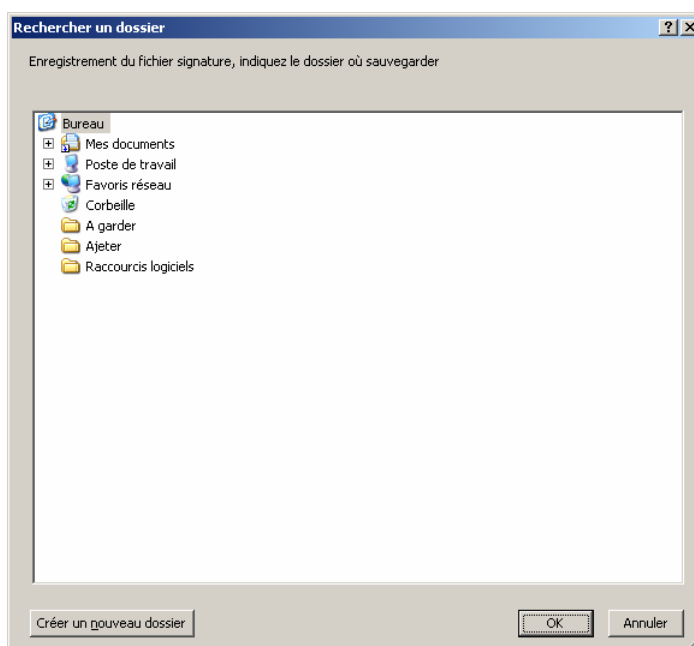 Rechercher un dossier
Enregistrement du fichier signature, indiquez le dossier où sauvegarder
Bureau
Mes documents
Poste de travail
Favoris réseau
Corbeille
A garder
Ajeter
Raccourcis logiciels
Créer un nouveau dossier OK Annuler